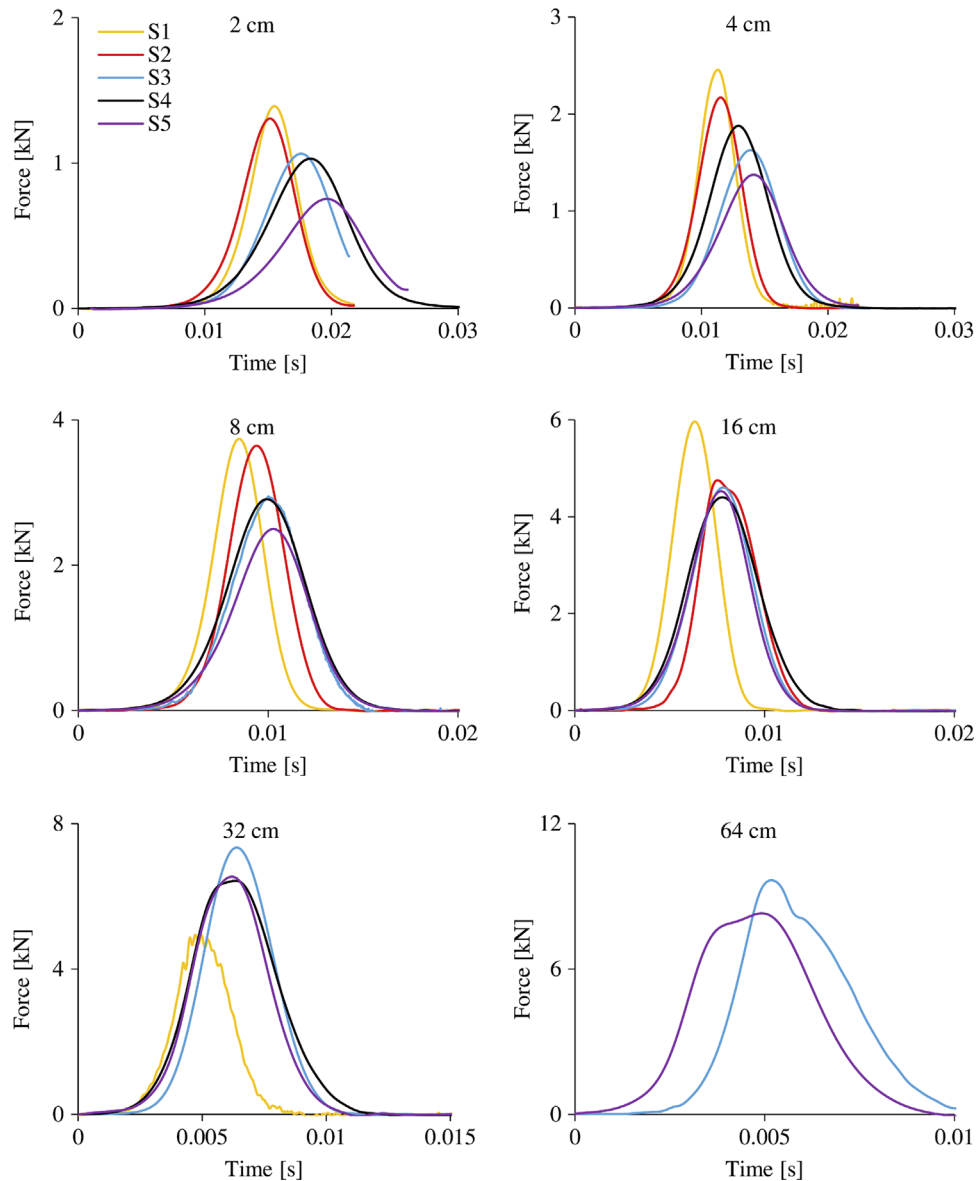 2 cm
S1
S2
S3
S4
S5
2
1
0
Force [kN]
0 0.01 0.02 0.03
Time [s]
4 cm
3
2
1
0
Force [kN]
0 0.01 0.02 0.03
Time [s]
8 cm
4
2
0
Force [kN]
0 0.01 0.02
Time [s]
16 cm
6
4
2
0
Force [kN]
0 0.01 0.02
Time [s]
32 cm
8
4
0
Force [kN]
0 0.005 0.01 0.015
Time [s]
64 cm
12
6
0
Force [kN]
0 0.005 0.01
Time [s]